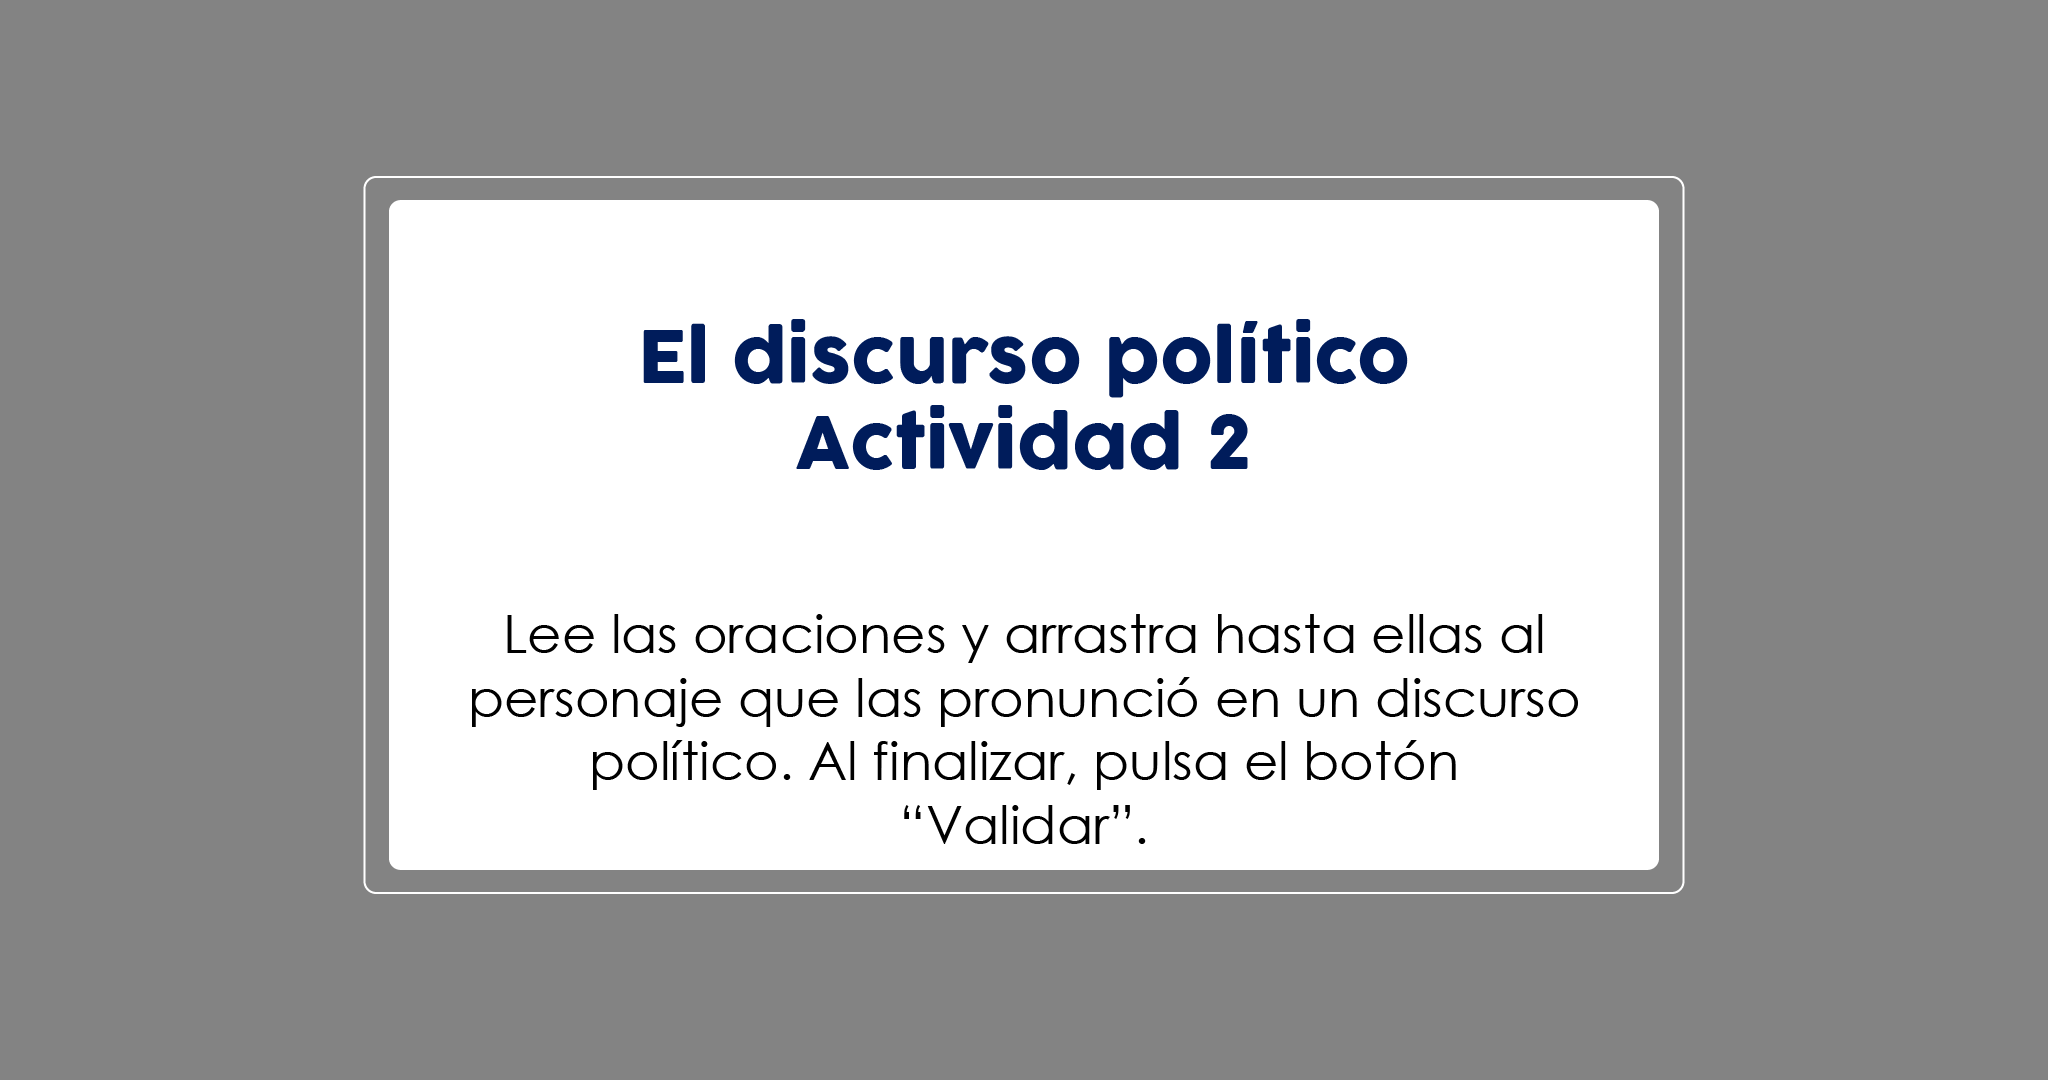 El discurso político
Actividad 2
Lee las oraciones y arrastra hasta ellas al
personaje que las pronunció en un discurso
político. Al finalizar, pulsa el botón
“Validar”.